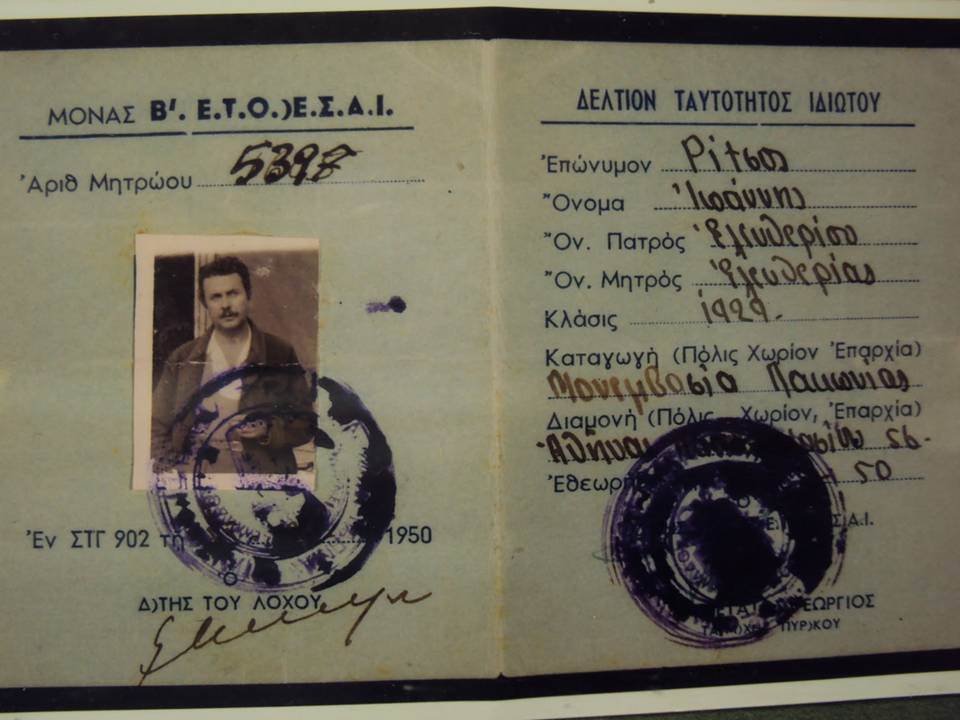 ΜΟΝΑΣ Β'. Ε.Τ.Ο.)Ε.Σ.Α.Ι.
Ἀριθ Μητρώου 5398
Ἐν ΣΤΓ 902 τῇ 1950
Ο
Δ)ΤΗΣ ΤΟΥ ΛΟΧΟΥ
ΔΕΛΤΙΟΝ ΤΑΥΤΟΤΗΤΟΣ ΙΔΙΩΤΟΥ
Ἐπώνυμον Ρίτσος
Ὄνομα Ἰωάννης
Ὄν. Πατρός Ἐλευθερίου
Ὄν. Μητρός Ἐλευθερίας
Κλάσις 1929.
Καταγωγή (Πόλις Χωρίον Ἐπαρχία)
Μονεμβασία Λακωνίας
Διαμονή (Πόλις, Χωρίον, Ἐπαρχία)
Ἀθῆναι 56-
50
Ο
Σ.Α.Ι.
ΠΥΡ)ΚΟΥ